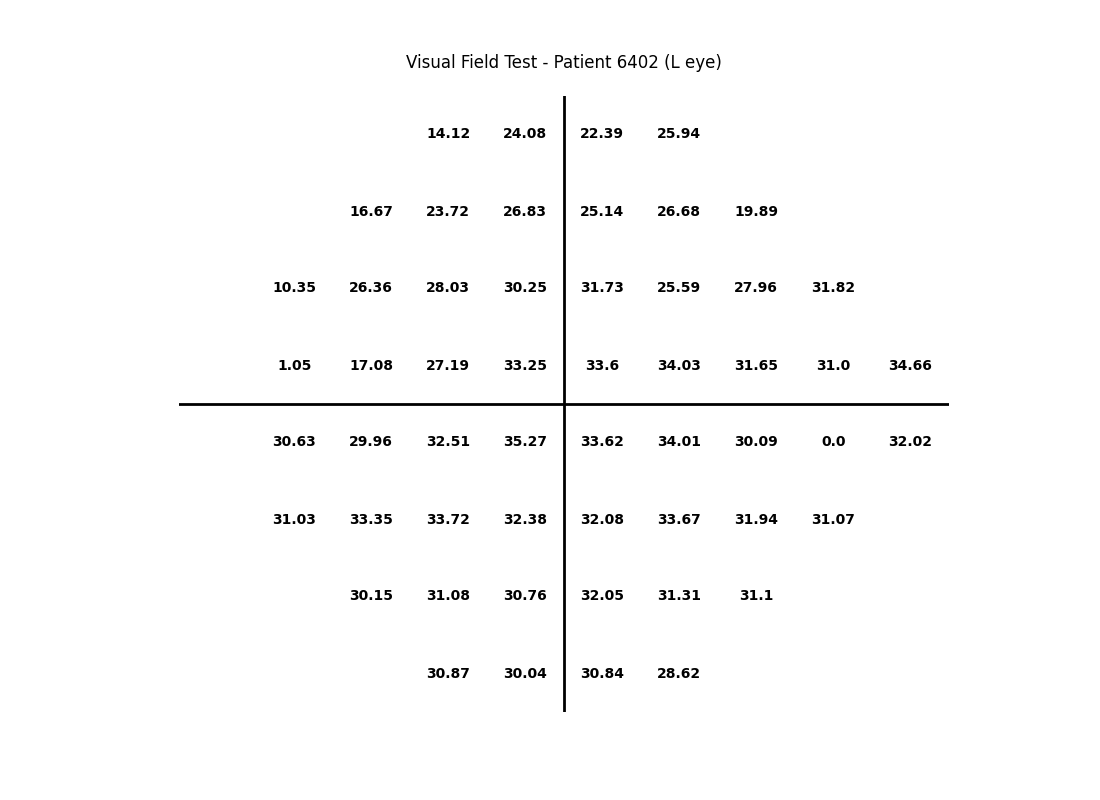 Visual Field Test - Patient 6402 (L eye)
14.12 24.08 22.39 25.94
16.67 23.72 26.83 25.14 26.68 19.89
10.35 26.36 28.03 30.25 31.73 25.59 27.96 31.82
1.05 17.08 27.19 33.25 33.6 34.03 31.65 31.0 34.66
30.63 29.96 32.51 35.27 33.62 34.01 30.09 0.0 32.02
31.03 33.35 33.72 32.38 32.08 33.67 31.94 31.07
30.15 31.08 30.76 32.05 31.31 31.1
30.87 30.04 30.84 28.62